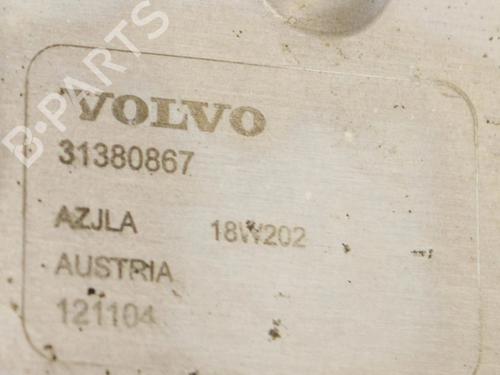 B-PARTS
VOLVO
31380867
AZJLA 18W202
AUSTRIA
121104